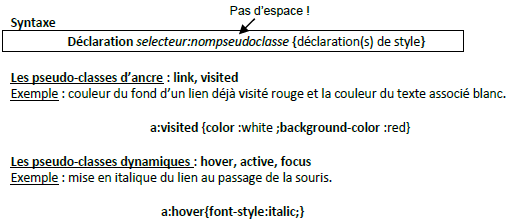 Pas d'espace !
Syntaxe
Déclaration selecteur:nompseudoclasse {déclaration(s) de style}
Les pseudo-classes d'ancre : link, visited
Exemple : couleur du fond d'un lien déjà visité rouge et la couleur du texte associé blanc.
a:visited {color :white ;background-color :red}
Les pseudo-classes dynamiques : hover, active, focus
Exemple : mise en italique du lien au passage de la souris.
a:hover{font-style:italic;}